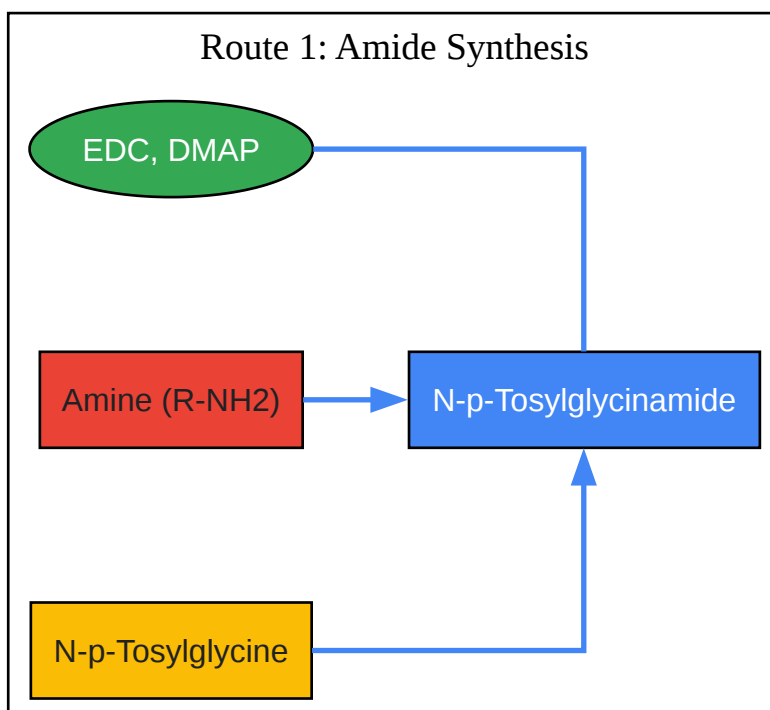 Route 1: Amide Synthesis
EDC, DMAP
Amine (R-NH2)
N-p-Tosylglycinamide
N-p-Tosylglycine